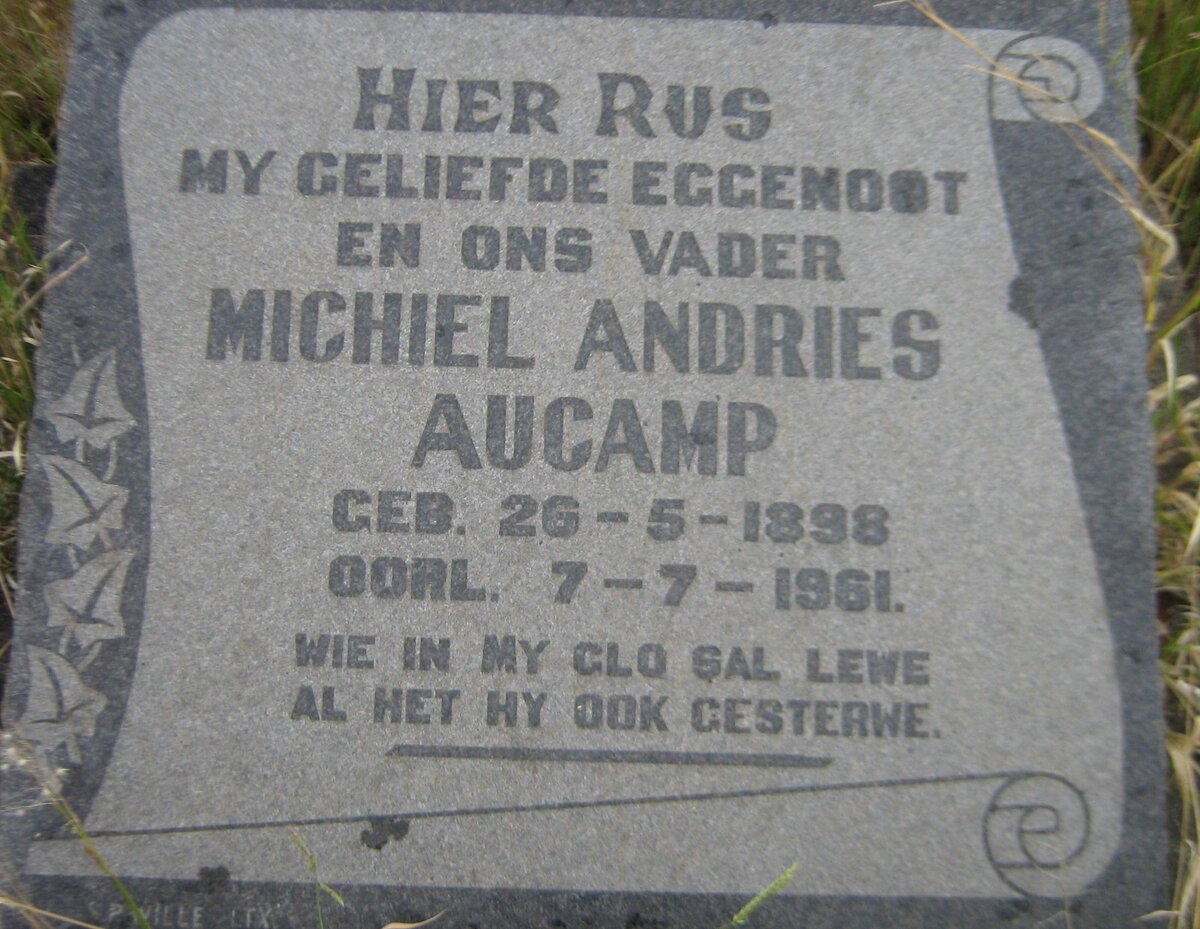 HIER RUS
MY GELIEFDE EGGENOOT
EN ONS VADER
MICHIEL ANDRIES
AUCAMP
GEB. 26-5-1898
OORL. 7-7-1961.
WIE IN MY GLO SAL LEWE
AL HET HY OOK GESTERWE.